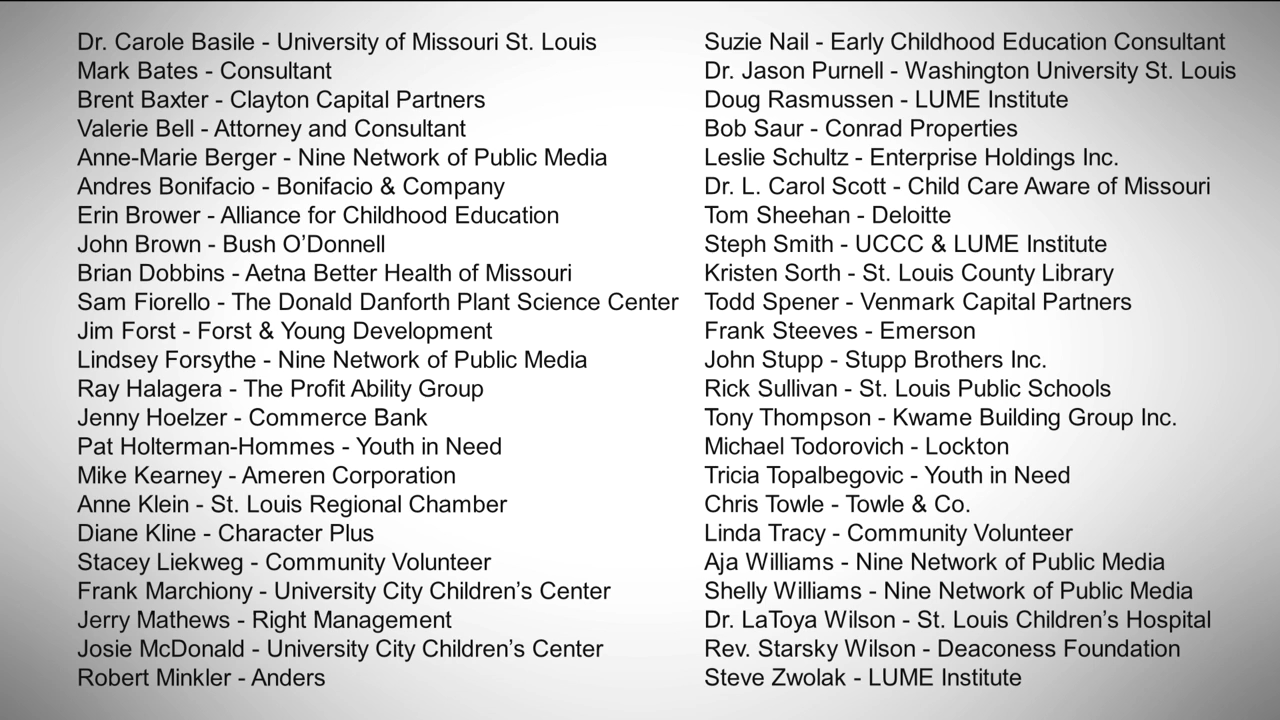 Dr. Carole Basile - University of Missouri St. Louis
Mark Bates - Consultant
Brent Baxter - Clayton Capital Partners
Valerie Bell - Attorney and Consultant
Anne-Marie Berger - Nine Network of Public Media
Andres Bonifacio - Bonifacio & Company
Erin Brower - Alliance for Childhood Education
John Brown - Bush O’Donnell
Brian Dobbins - Aetna Better Health of Missouri
Sam Fiorello - The Donald Danforth Plant Science Center
Jim Forst - Forst & Young Development
Lindsey Forsythe - Nine Network of Public Media
Ray Halagera - The Profit Ability Group
Jenny Hoelzer - Commerce Bank
Pat Holterman-Hommes - Youth in Need
Mike Kearney - Ameren Corporation
Anne Klein - St. Louis Regional Chamber
Diane Kline - Character Plus
Stacey Liekweg - Community Volunteer
Frank Marchiony - University City Children’s Center
Jerry Mathews - Right Management
Josie McDonald - University City Children’s Center
Robert Minkler - Anders
Suzie Nail - Early Childhood Education Consultant
Dr. Jason Purnell - Washington University St. Louis
Doug Rasmussen - LUME Institute
Bob Saur - Conrad Properties
Leslie Schultz - Enterprise Holdings Inc.
Dr. L. Carol Scott - Child Care Aware of Missouri
Tom Sheehan - Deloitte
Steph Smith - UCCC & LUME Institute
Kristen Sorth - St. Louis County Library
Todd Spener - Venmark Capital Partners
Frank Steeves - Emerson
John Stupp - Stupp Brothers Inc.
Rick Sullivan - St. Louis Public Schools
Tony Thompson - Kwame Building Group Inc.
Michael Todorovich - Lockton
Tricia Topalbegovic - Youth in Need
Chris Towle - Towle & Co.
Linda Tracy - Community Volunteer
Aja Williams - Nine Network of Public Media
Shelly Williams - Nine Network of Public Media
Dr. LaToya Wilson - St. Louis Children’s Hospital
Rev. Starsky Wilson - Deaconess Foundation
Steve Zwolak - LUME Institute